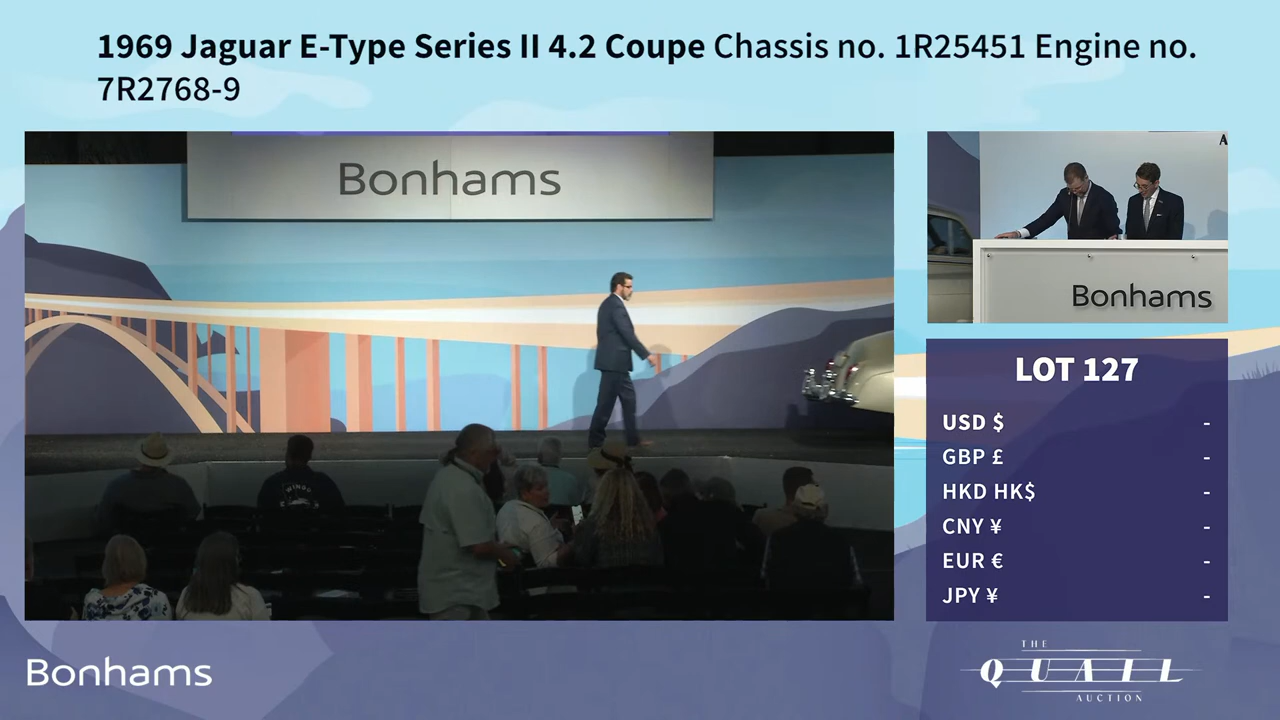 1969 Jaguar E-Type Series II 4.2 Coupe Chassis no. 1R25451 Engine no.
7R2768-9
Bonhams
A
Bonhams
LOT 127
USD $ -
GBP £ -
HKD HK$ -
CNY ¥ -
EUR € -
JPY ¥ -
WINGS
Bonhams
THE
QUAIL
AUCTION